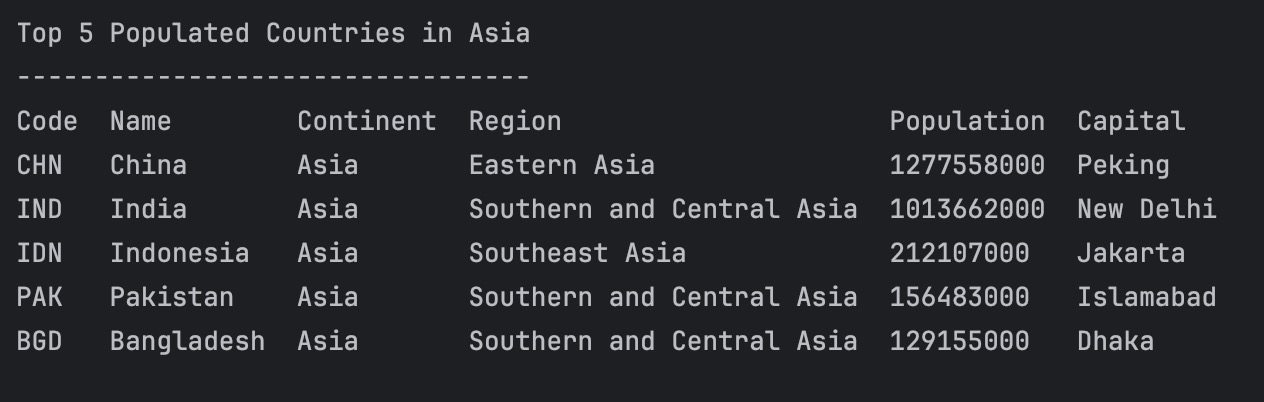 Top 5 Populated Countries in Asia
---------------------------------
Code  Name        Continent  Region                     Population  Capital
CHN   China       Asia       Eastern Asia               1277558000  Peking
IND   India       Asia       Southern and Central Asia  1013662000  New Delhi
IDN   Indonesia   Asia       Southeast Asia             212107000   Jakarta
PAK   Pakistan    Asia       Southern and Central Asia  156483000   Islamabad
BGD   Bangladesh  Asia       Southern and Central Asia  129155000   Dhaka